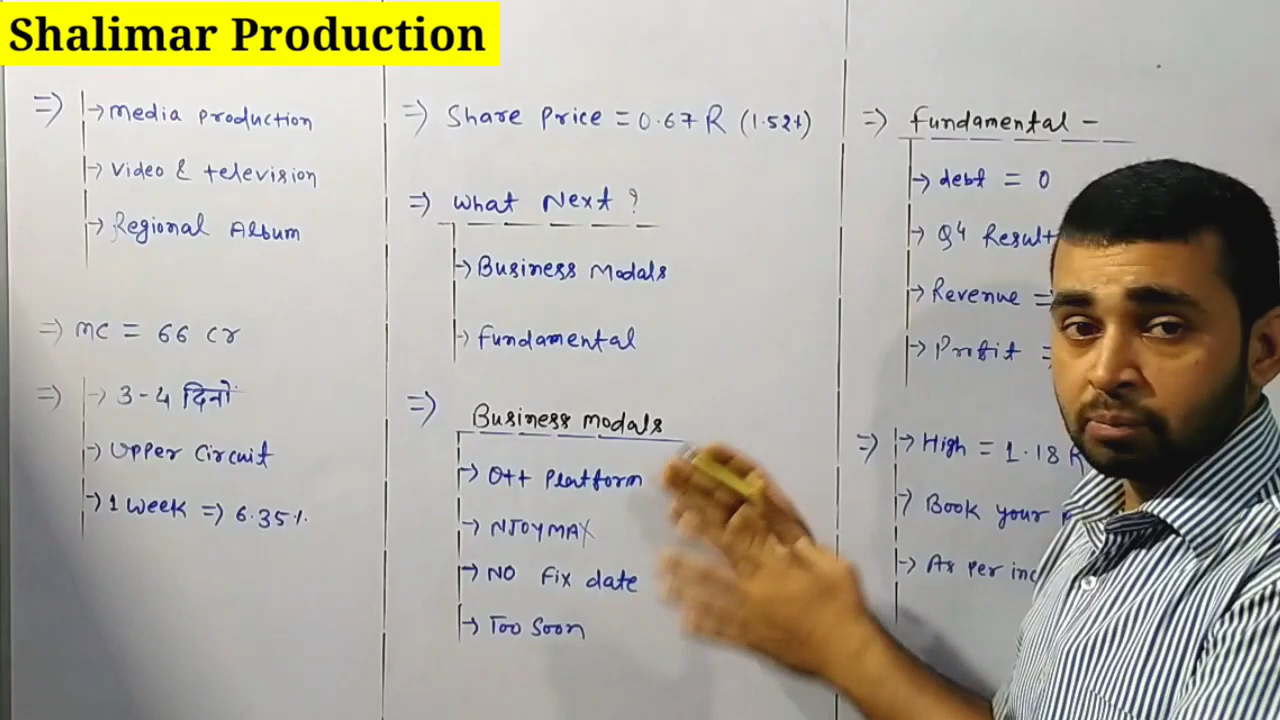 Shalimar Production
=> → Media production
→ Video & television
→ Regional Album
=> MC = 66 Cr
=> → 3-4 दिनों
→ Upper Circuit
→ 1 Week => 6.35%
=> Share Price = 0.67 R (1.52+)
=> What Next ?
→ Business Modals
→ Fundamental
=> Business modals
→ Ott Platform
→ NJOYMAX
→ NO Fix date
→ Too Soon
=> Fundamental -
→ debt = 0
→ Q4 Result
→ Revenue =
→ Profit =
=> → High = 1.18 R
→ Book your
→ As Per